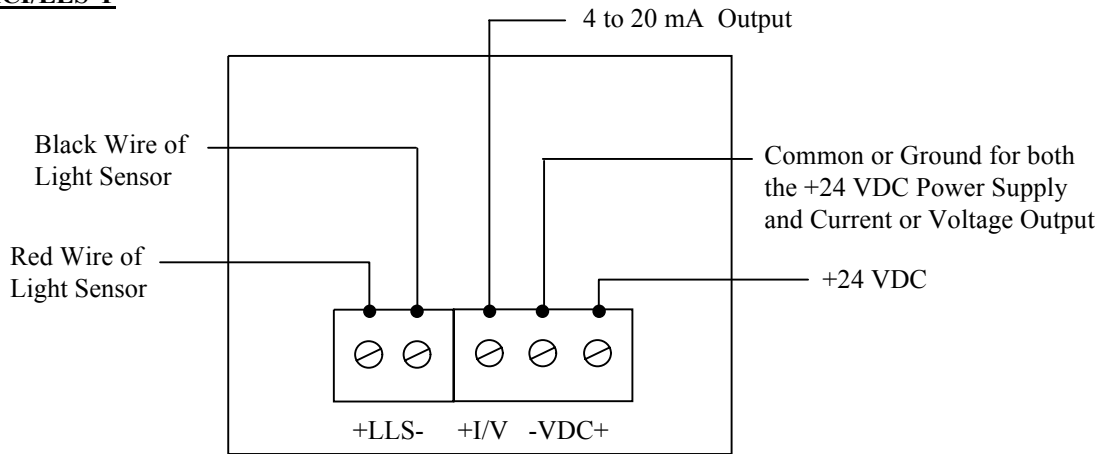 4 to 20 mA Output
Black Wire of
Light Sensor
Common or Ground for both
the +24 VDC Power Supply
and Current or Voltage Output
Red Wire of
Light Sensor
+24 VDC
+LLS- +I/V -VDC+